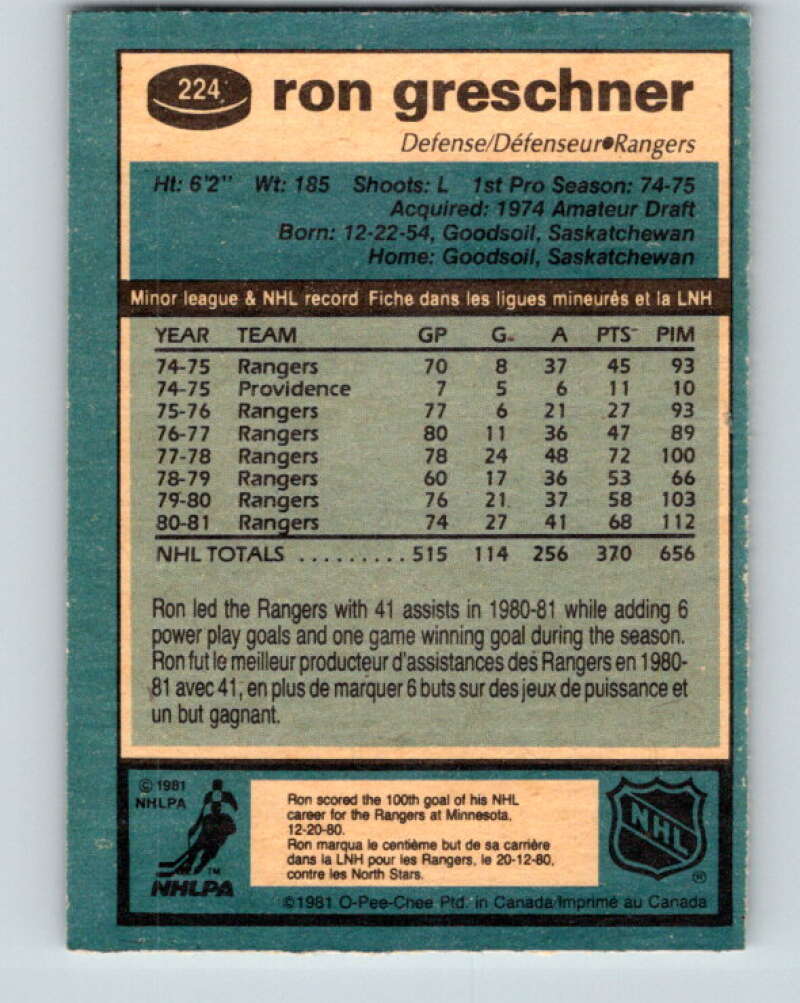 224 ron greschner
Defense/Défenseur●Rangers
Ht: 6'2" Wt: 185 Shoots: L 1st Pro Season: 74-75
Acquired: 1974 Amateur Draft
Born: 12-22-54, Goodsoil, Saskatchewan
Home: Goodsoil, Saskatchewan
Minor league & NHL record Fiche dans les ligues mineurés et la LNH
YEAR TEAM GP G A PTS PIM
74-75 Rangers 70 8 37 45 93
74-75 Providence 7 5 6 11 10
75-76 Rangers 77 6 21 27 93
76-77 Rangers 80 11 36 47 89
77-78 Rangers 78 24 48 72 100
78-79 Rangers 60 17 36 53 66
79-80 Rangers 76 21 37 58 103
80-81 Rangers 74 27 41 68 112
NHL TOTALS ......... 515 114 256 370 656
Ron led the Rangers with 41 assists in 1980-81 while adding 6
power play goals and one game winning goal during the season.
Ron fut le meilleur producteur d'assistances des Rangers en 1980-
81 avec 41, en plus de marquer 6 buts sur des jeux de puissance et
un but gagnant.
© 1981
NHLPA
TM
NHLPA
Ron scored the 100th goal of his NHL
career for the Rangers at Minnesota,
12-20-80.
Ron marqua le centième but de sa carrière
dans la LNH pour les Rangers, le 20-12-80,
contre les North Stars.
NHL
®
©1981 O-Pee-Chee Ptd. in Canada/Imprimé au Canada